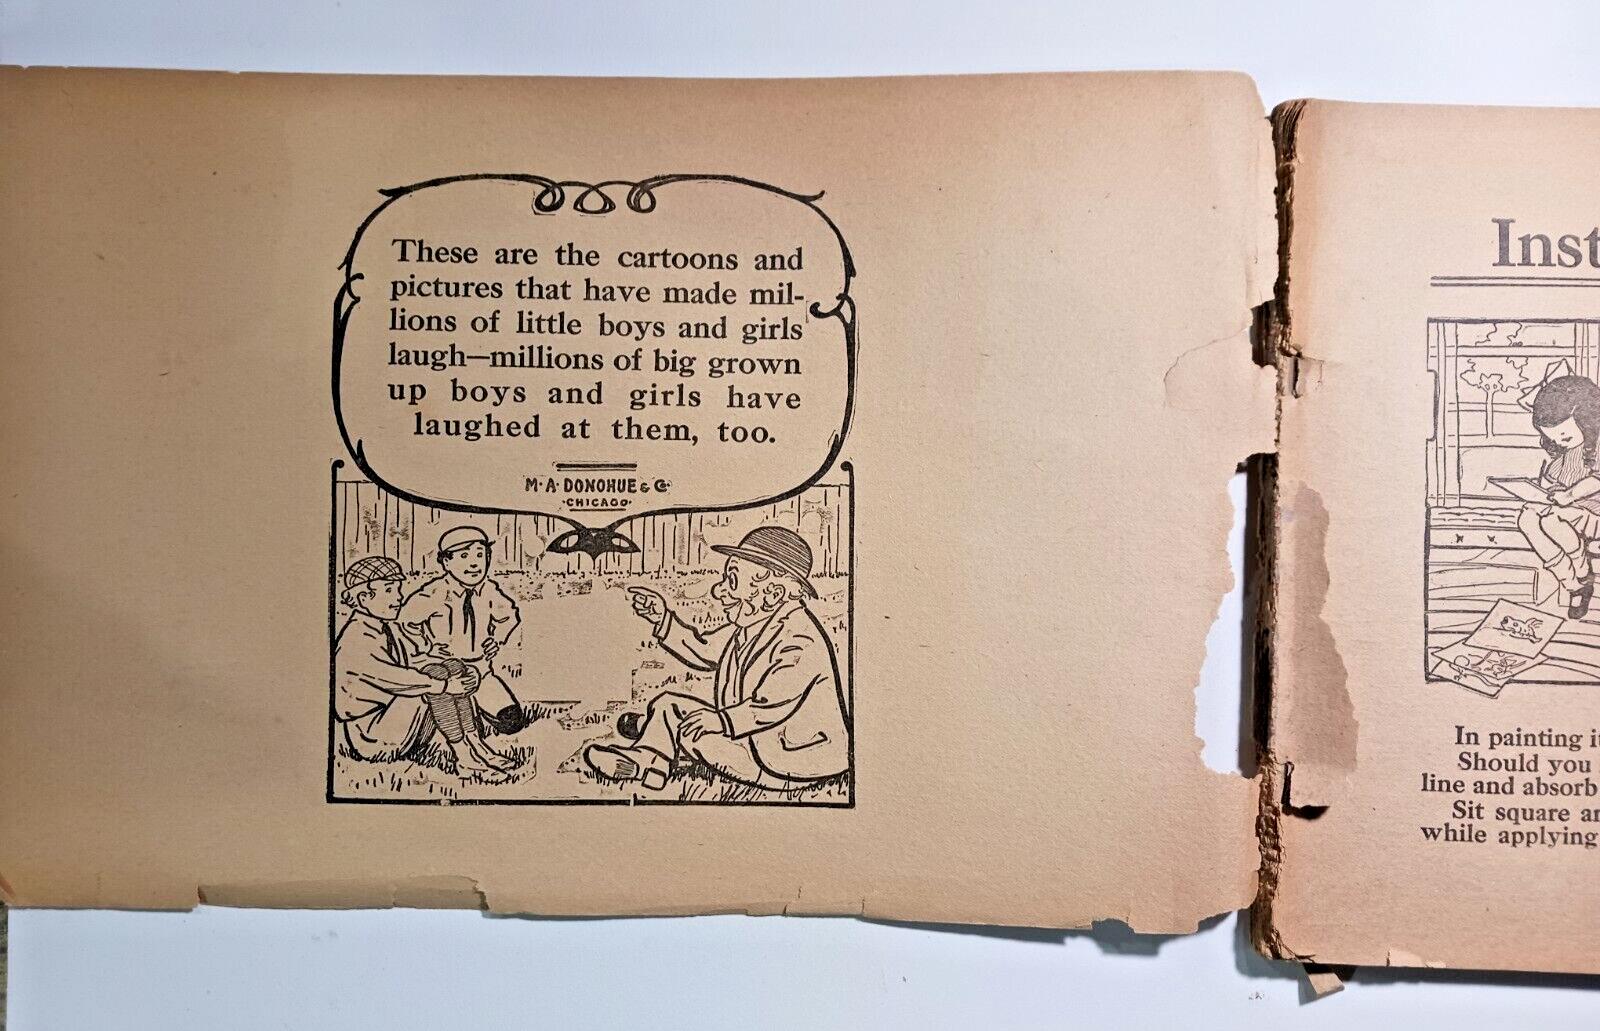 These are the cartoons and
pictures that have made mil-
lions of little boys and girls
laugh—millions of big grown
up boys and girls have
laughed at them, too.
M·A·DONOHUE & Co.
·CHICAGO·
Inst
In painting it
Should you
line and absorb
Sit square an
while applying